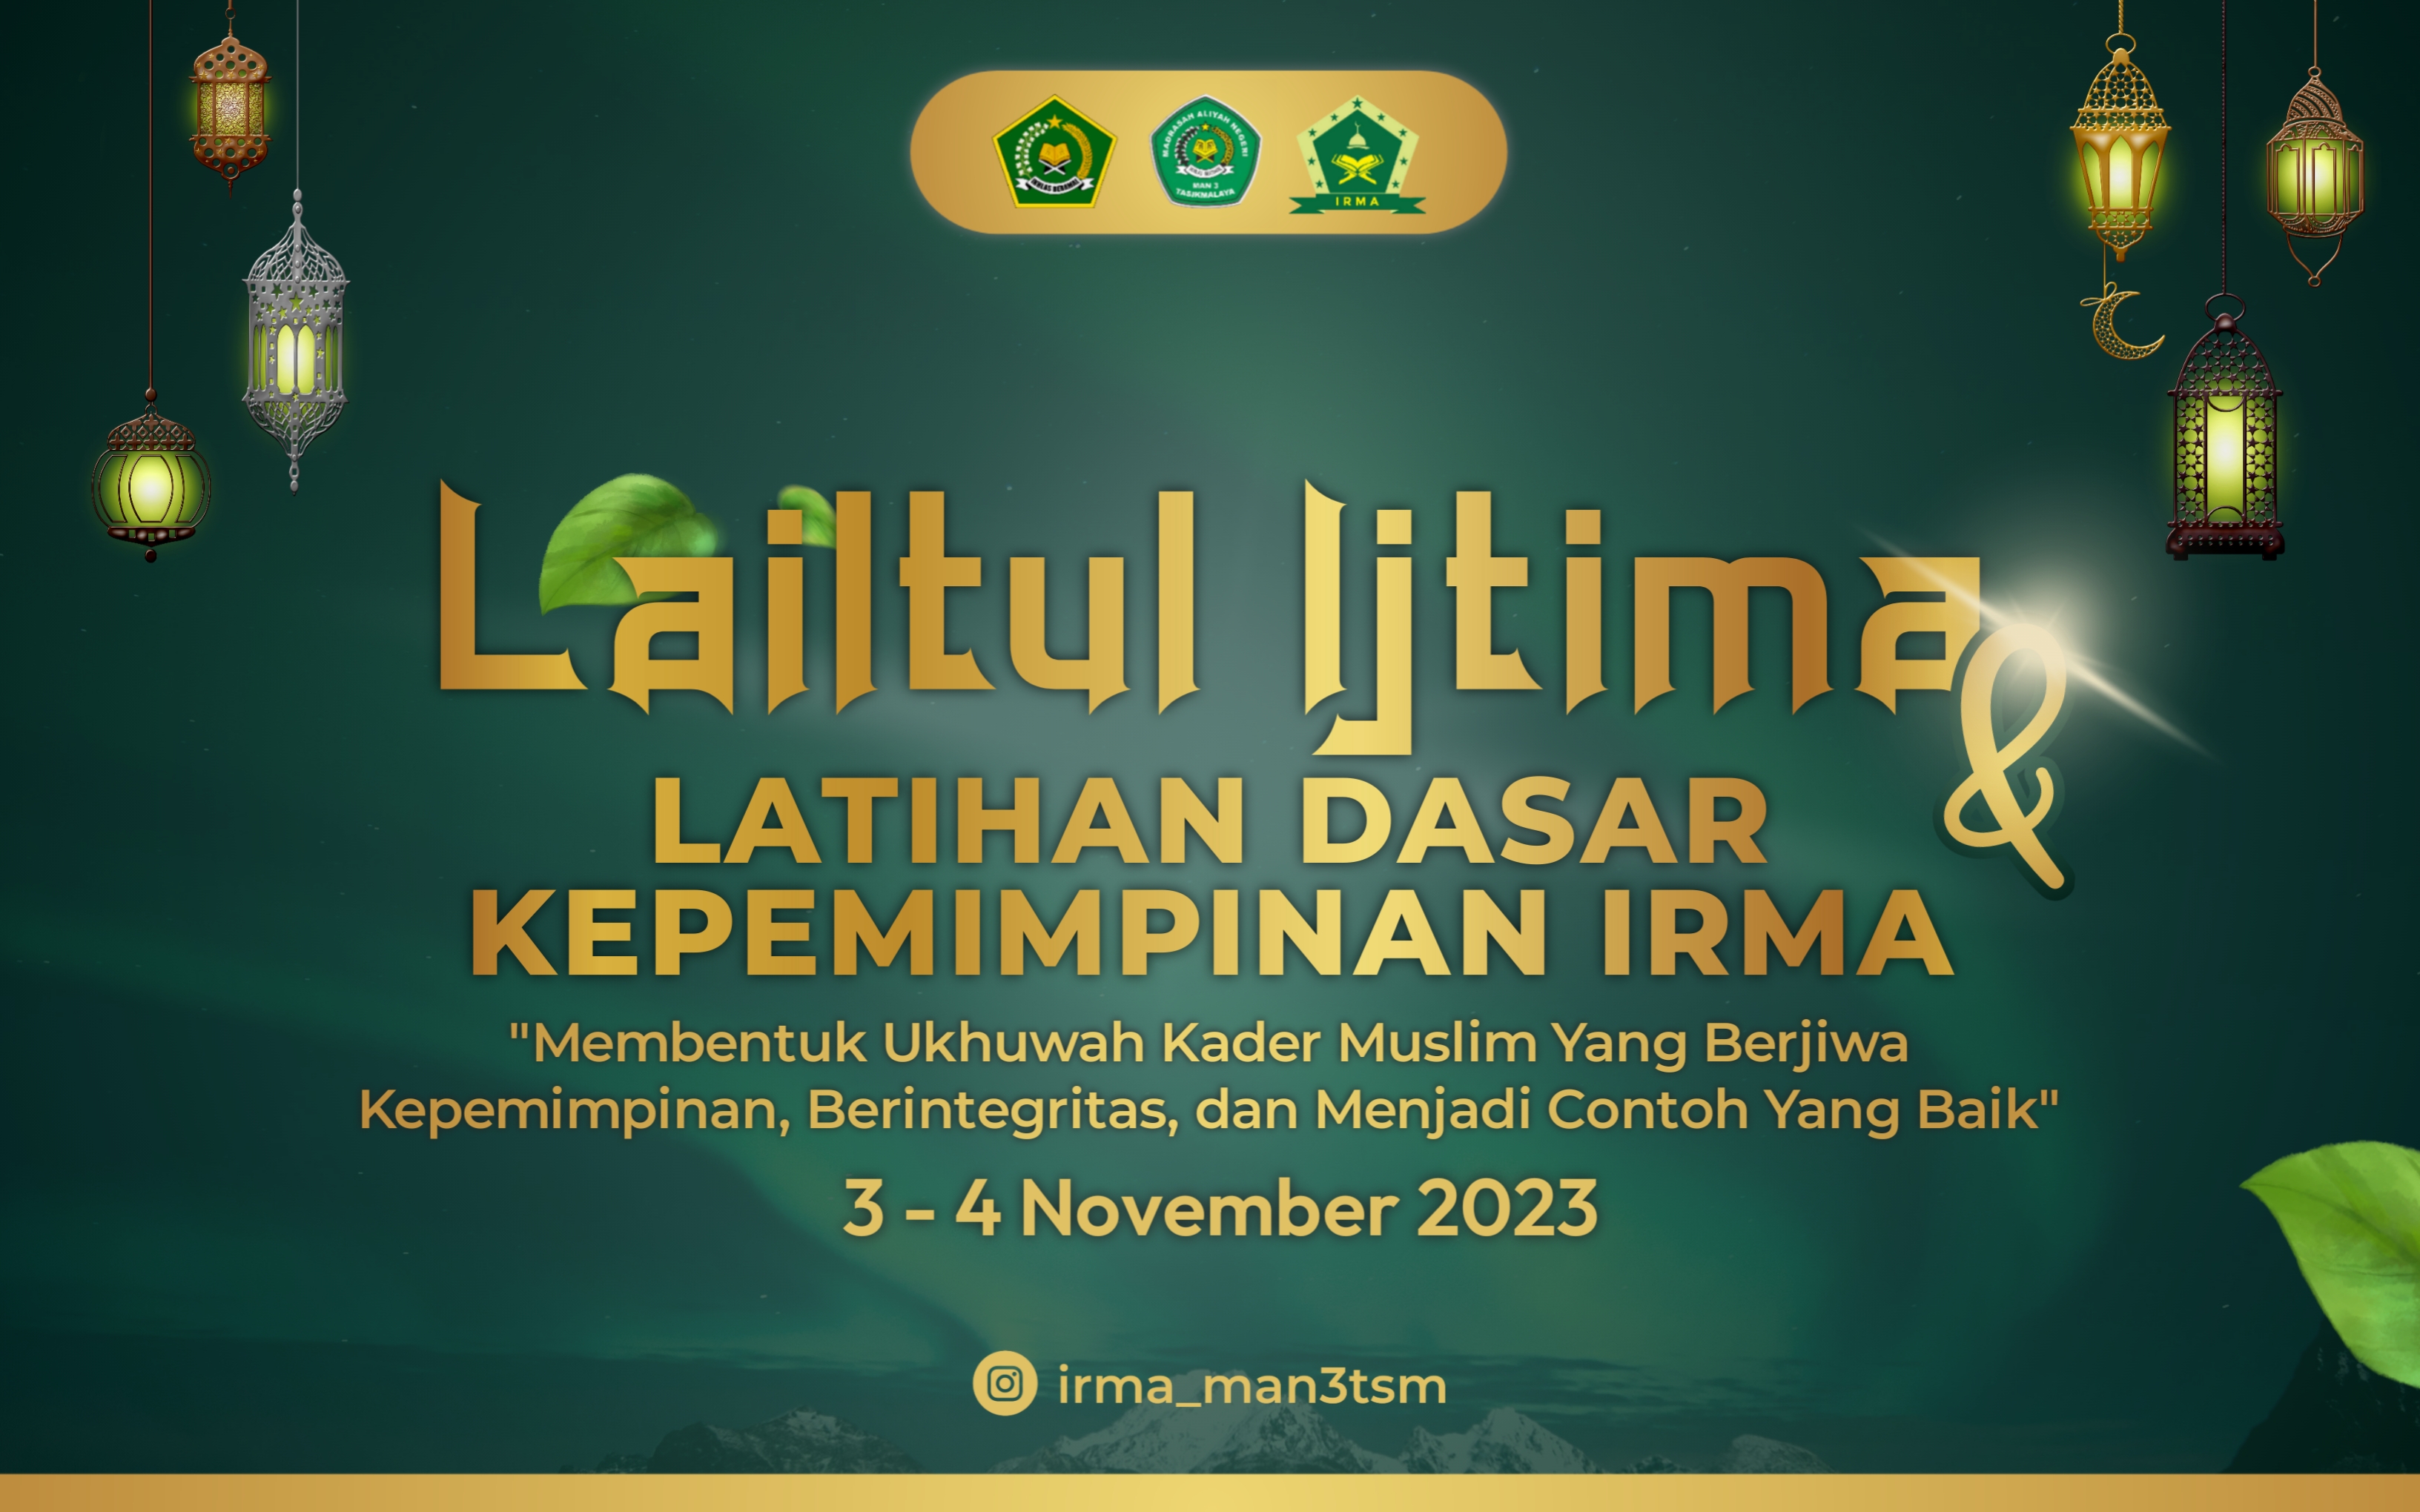 IKHLAS BERAMAL
MADRASAH ALIYAH NEGERI
MAN 3
TASIKMALAYA
IRMA
Lailtul Ijtima
&
LATIHAN DASAR
KEPEMIMPINAN IRMA
"Membentuk Ukhuwah Kader Muslim Yang Berjiwa
Kepemimpinan, Berintegritas, dan Menjadi Contoh Yang Baik"
3 - 4 November 2023
irma_man3tsm